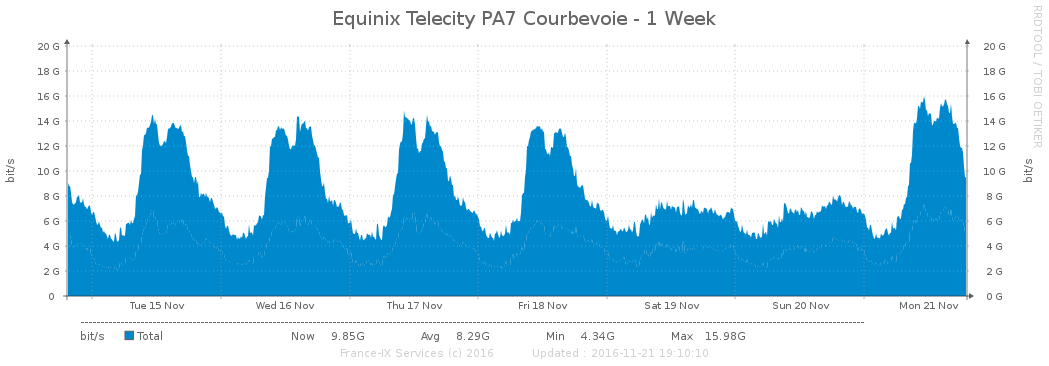 Equinix Telecity PA7 Courbevoie - 1 Week
RRDTOOL / TOBI OETIKER
20 G 20 G
18 G 18 G
16 G 16 G
14 G 14 G
12 G 12 G
10 G 10 G
8 G 8 G
6 G 6 G
4 G 4 G
2 G 2 G
0 0 G
bit/s bit/s
Tue 15 Nov Wed 16 Nov Thu 17 Nov Fri 18 Nov Sat 19 Nov Sun 20 Nov Mon 21 Nov
bit/s Total Now 9.85G Avg 8.29G Min 4.34G Max 15.98G
France-IX Services (c) 2016 Updated : 2016-11-21 19:10:10